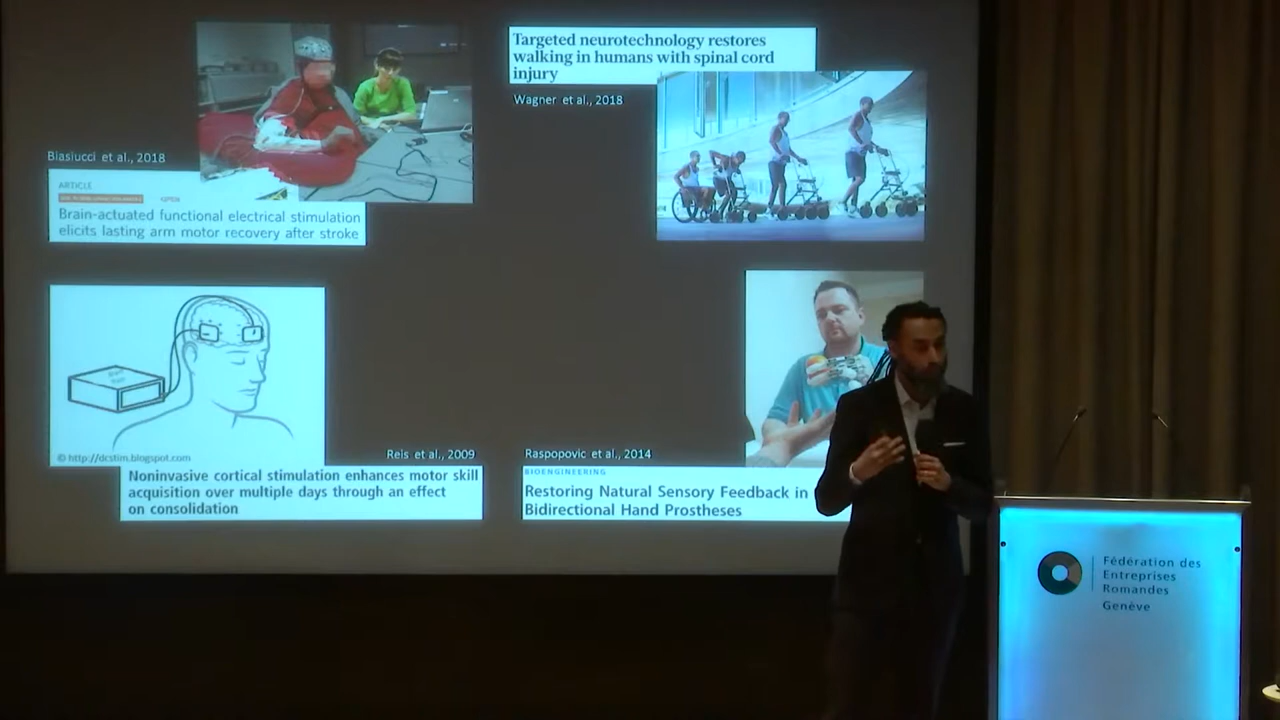 Biasiucci et al., 2018
ARTICLE
OPEN
Brain-actuated functional electrical stimulation
elicits lasting arm motor recovery after stroke
Targeted neurotechnology restores
walking in humans with spinal cord
injury
Wagner et al., 2018
© http://dcstim.blogspot.com
Reis et al., 2009
Noninvasive cortical stimulation enhances motor skill
acquisition over multiple days through an effect
on consolidation
Raspopovic et al., 2014
BIOENGINEERING
Restoring Natural Sensory Feedback in
Bidirectional Hand Prostheses
Fédération des
Entreprises
Romandes
Genève